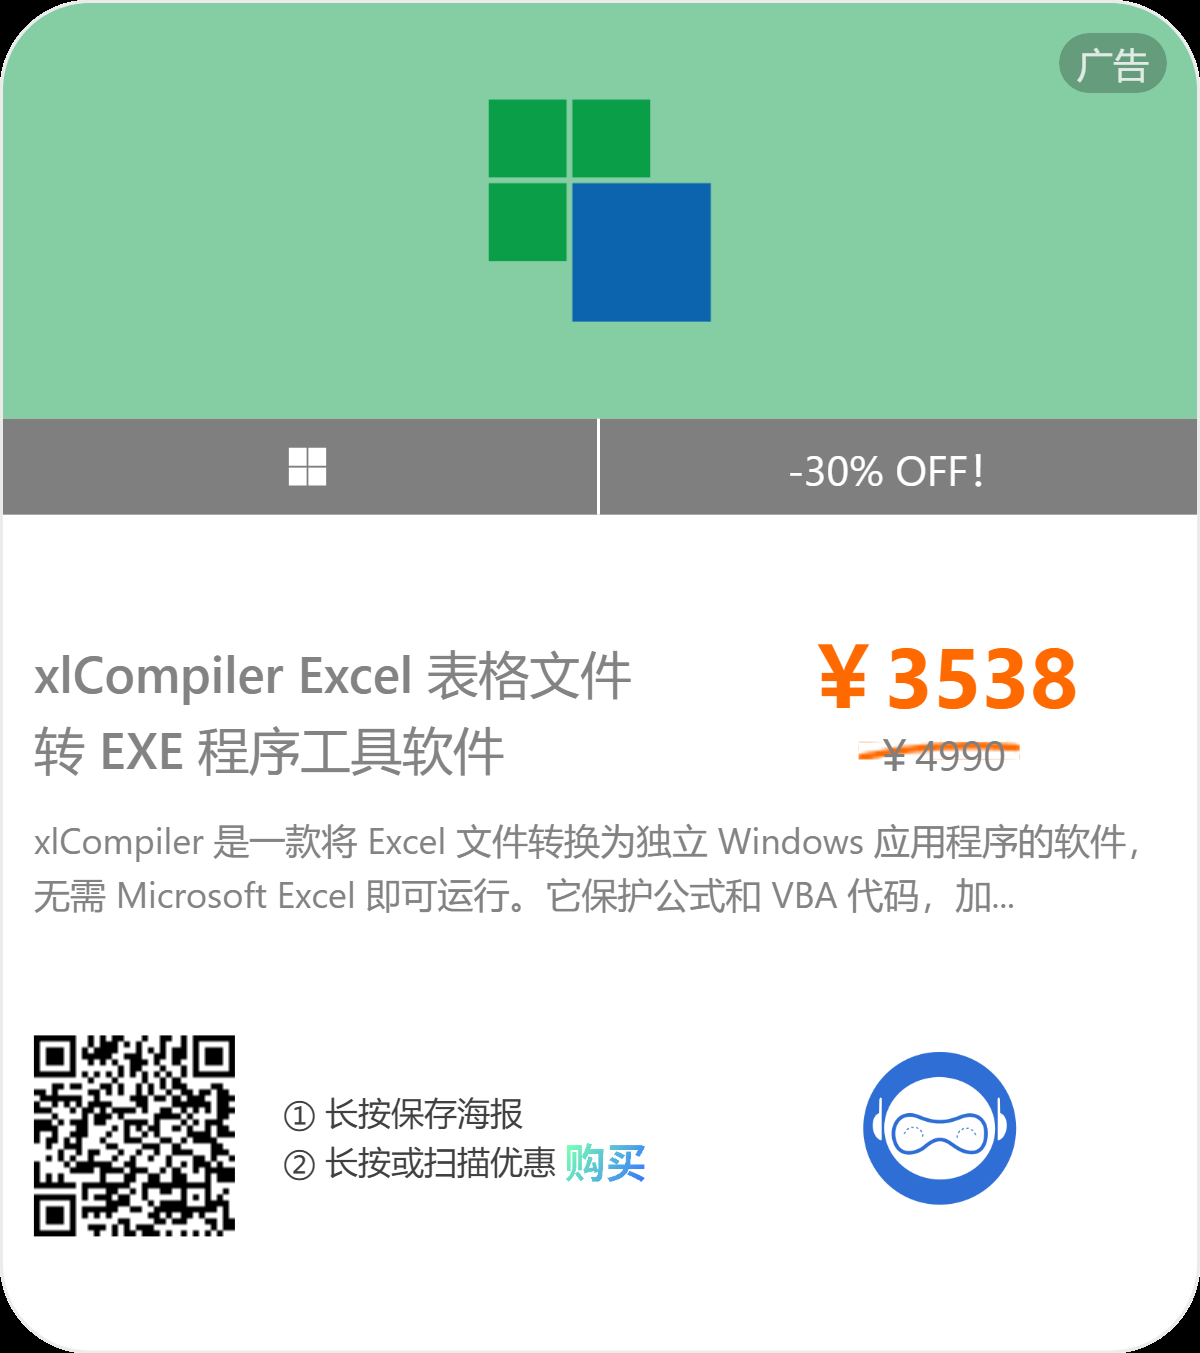 广告
-30% OFF!
xlCompiler Excel 表格文件
转 EXE 程序工具软件
¥3538
¥4990
xlCompiler 是一款将 Excel 文件转换为独立 Windows 应用程序的软件，
无需 Microsoft Excel 即可运行。它保护公式和 VBA 代码，加...
① 长按保存海报
② 长按或扫描优惠 购买